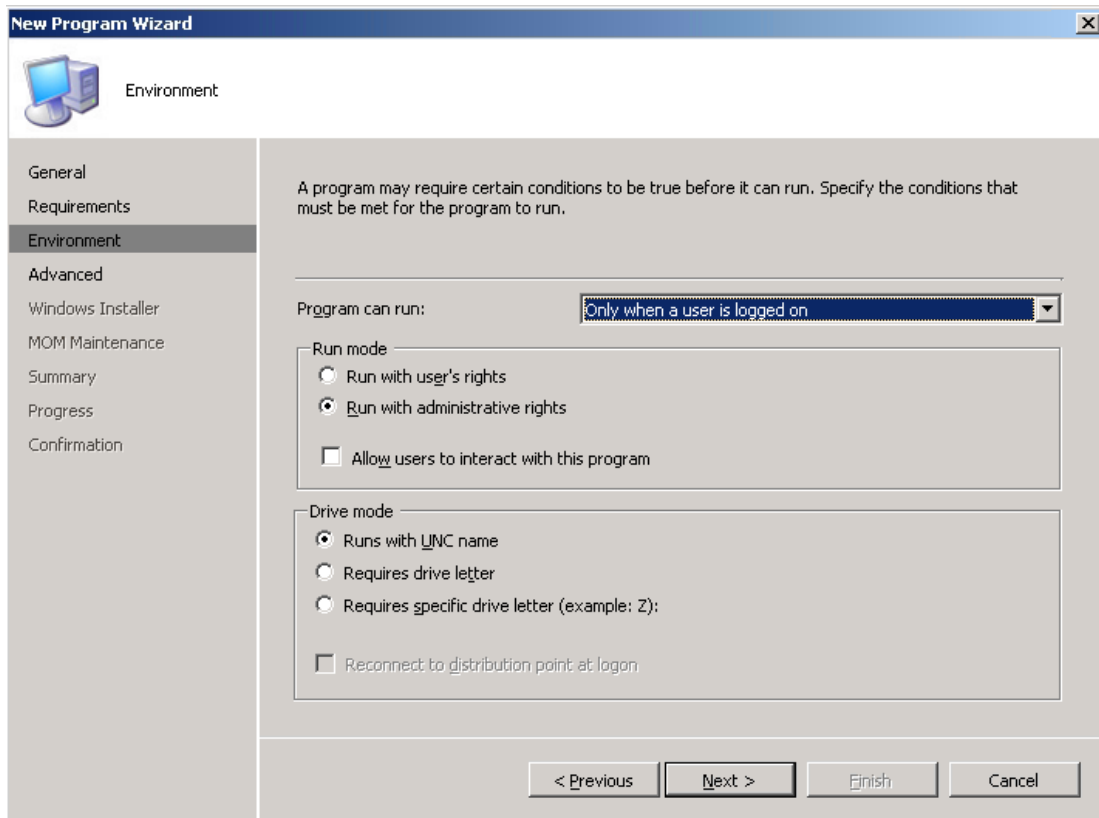 New Program Wizard
Environment
General
Requirements
Environment
Advanced
Windows Installer
MOM Maintenance
Summary
Progress
Confirmation
A program may require certain conditions to be true before it can run. Specify the conditions that
must be met for the program to run.
Program can run:
Only when a user is logged on
Run mode
Run with user's rights
Run with administrative rights
Allow users to interact with this program
Drive mode
Runs with UNC name
Requires drive letter
Requires specific drive letter (example: Z):
Reconnect to distribution point at logon
< Previous
Next >
Finish
Cancel